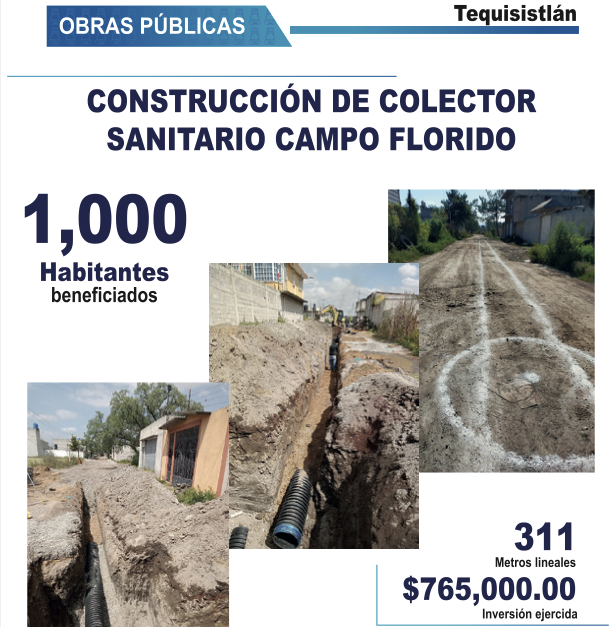 OBRAS PÚBLICAS
Tequisistlán
CONSTRUCCIÓN DE COLECTOR
SANITARIO CAMPO FLORIDO
1,000
Habitantes
beneficiados
311
Metros lineales
$765,000.00
Inversión ejercida